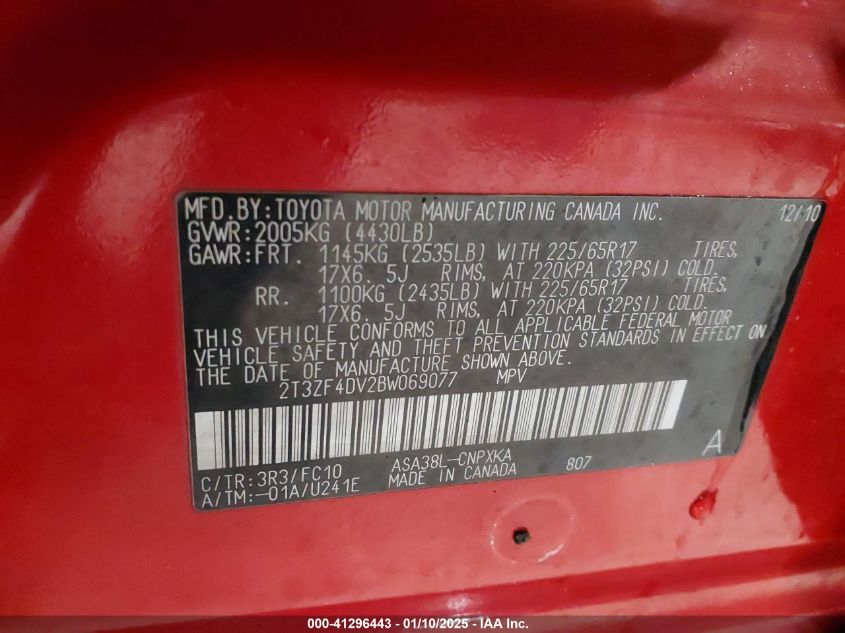 MFD.BY:TOYOTA MOTOR MANUFACTURING CANADA INC. 12/10
GVWR:2005KG (4430LB)
GAWR:FRT. 1145KG (2535LB) WITH 225/65R17 TIRES,
17X6.5J RIMS, AT 220KPA (32PSI) COLD.
RR. 1100KG (2435LB) WITH 225/65R17 TIRES,
17X6.5J RIMS, AT 220KPA (32PSI) COLD.
THIS VEHICLE CONFORMS TO ALL APPLICABLE FEDERAL MOTOR
VEHICLE SAFETY AND THEFT PREVENTION STANDARDS IN EFFECT ON
THE DATE OF MANUFACTURE SHOWN ABOVE.
2T3ZF4DV2BW069077 MPV
A
C/TR:3R3/FC10 ASA38L-CNPXKA
A/TM:-01A/U241E MADE IN CANADA 807
000-41296443 - 01/10/2025 - IAA Inc.